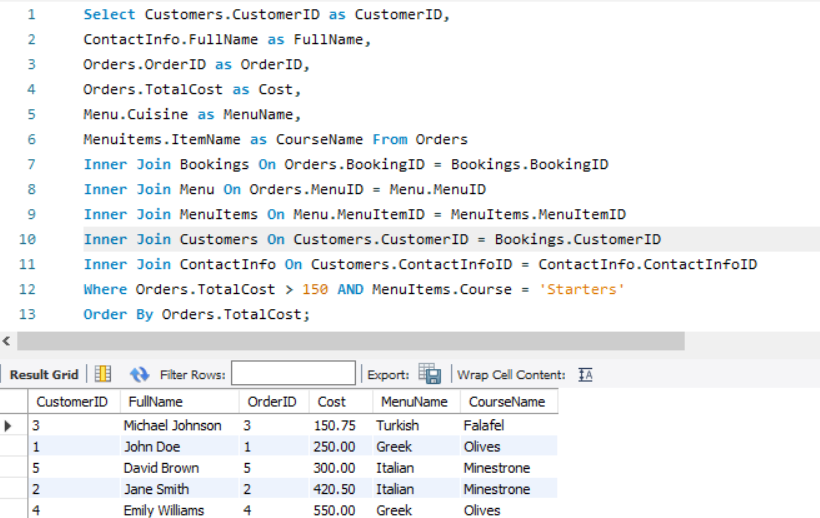 1 Select Customers.CustomerID as CustomerID,
2 ContactInfo.FullName as FullName,
3 Orders.OrderID as OrderID,
4 Orders.TotalCost as Cost,
5 Menu.Cuisine as MenuName,
6 Menuitems.ItemName as CourseName From Orders
7 Inner Join Bookings On Orders.BookingID = Bookings.BookingID
8 Inner Join Menu On Orders.MenuID = Menu.MenuID
9 Inner Join MenuItems On Menu.MenuItemID = MenuItems.MenuItemID
10 Inner Join Customers On Customers.CustomerID = Bookings.CustomerID
11 Inner Join ContactInfo On Customers.ContactInfoID = ContactInfo.ContactInfoID
12 Where Orders.TotalCost > 150 AND MenuItems.Course = 'Starters'
13 Order By Orders.TotalCost;
Result Grid Filter Rows: Export: Wrap Cell Content:
CustomerID FullName OrderID Cost MenuName CourseName
3 Michael Johnson 3 150.75 Turkish Falafel
1 John Doe 1 250.00 Greek Olives
5 David Brown 5 300.00 Italian Minestrone
2 Jane Smith 2 420.50 Italian Minestrone
4 Emily Williams 4 550.00 Greek Olives